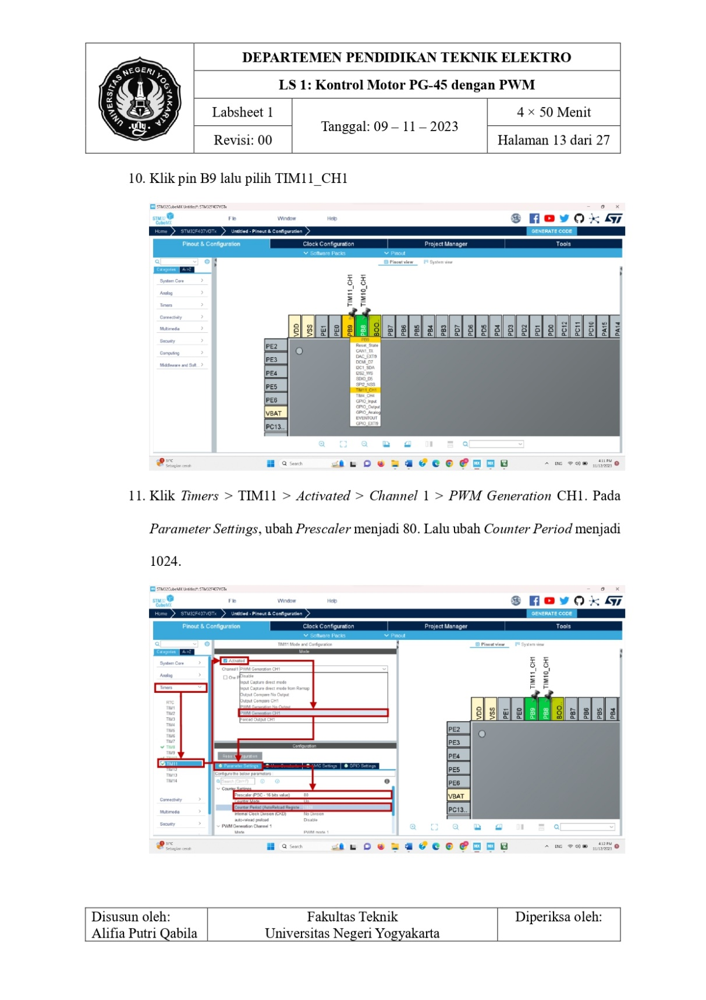 UNIVERSITAS NEGERI YOGYAKARTA
uny
DEPARTEMEN PENDIDIKAN TEKNIK ELEKTRO
LS 1: Kontrol Motor PG-45 dengan PWM
Labsheet 1
Tanggal: 09 – 11 – 2023
4 × 50 Menit
Revisi: 00
Halaman 13 dari 27
10. Klik pin B9 lalu pilih TIM11_CH1
MX STM32CubeMX Untitled*: STM32F407VGTx
STM32 CubeMX
File Window Help
Home STM32F407VGTx Untitled - Pinout & Configuration GENERATE CODE
Pinout & Configuration Clock Configuration Project Manager Tools
Software Packs Pinout
Pinout view System view
Categories A->Z
System Core
Analog
Timers
Connectivity
Multimedia
Security
Computing
Middleware and Soft..
TIM11_CH1
TIM10_CH1
VDD VSS PE1 PE0 PB9 PB8 BOO.. PB7 PB6 PB5 PB4 PB3 PD7 PD6 PD5 PD4 PD3 PD2 PD1 PD0 PC12 PC11 PC10 PA15 PA14
PE2
PE3
PE4
PE5
PE6
VBAT
PC13..
PB9
Reset_State
CAN1_TX
DAC_EXTI9
DCMI_D7
I2C1_SDA
I2S2_WS
SDIO_D5
SPI2_NSS
TIM11_CH1
TIM4_CH4
GPIO_Input
GPIO_Output
GPIO_Analog
EVENTOUT
GPIO_EXTI9
31°C
Sebagian cerah
Search
ENG
4:11 PM
11/12/2023
11. Klik Timers > TIM11 > Activated > Channel 1 > PWM Generation CH1. Pada
Parameter Settings, ubah Prescaler menjadi 80. Lalu ubah Counter Period menjadi
1024.
MX STM32CubeMX Untitled*: STM32F407VGTx
STM32 CubeMX
File Window Help
Home STM32F407VGTx Untitled - Pinout & Configuration GENERATE CODE
Pinout & Configuration Clock Configuration Project Manager Tools
Software Packs Pinout
Categories A->Z
System Core
Analog
Timers
RTC
TIM1
TIM2
TIM3
TIM4
TIM5
TIM6
TIM7
TIM8
TIM9
TIM11
TIM12
TIM13
TIM14
Connectivity
Multimedia
Security
TIM11 Mode and Configuration
Mode
Activated
Channel1 PWM Generation CH1
One P
Disable
Input Capture direct mode
Input Capture direct mode from Remap
Output Compare No Output
Output Compare CH1
PWM Generation No Output
PWM Generation CH1
Forced Output CH1
Configuration
Parameter Settings NVIC Settings GPIO Settings
Configure the below parameters :
Search (Ctrl+F)
Counter Settings
Prescaler (PSC - 16 bits value) 80
Counter Mode Up
Counter Period (AutoReload Registe
Internal Clock Division (CKD) No Division
auto-reload preload Disable
PWM Generation Channel 1
Mode PWM mode 1
Pinout view System view
TIM11_CH1
TIM10_CH1
VDD VSS PE1 PE0 PB9 PB8 BOO.. PB7 PB6 PB5 PB4
PE2
PE3
PE4
PE5
PE6
VBAT
PC13..
31°C
Sebagian cerah
Search
ENG
4:12 PM
11/12/2023
Disusun oleh:
Alifia Putri Qabila
Fakultas Teknik
Universitas Negeri Yogyakarta
Diperiksa oleh: